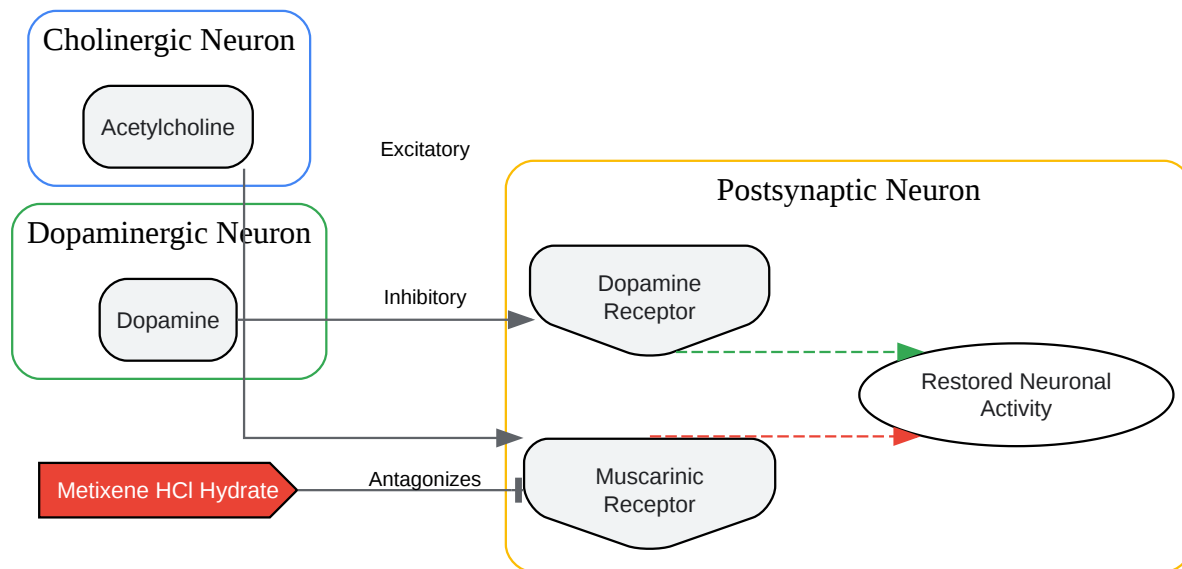 Cholinergic Neuron
Acetylcholine
Excitatory
Postsynaptic Neuron
Dopaminergic Neuron
Dopamine
Inhibitory
Dopamine
Receptor
Restored Neuronal
Activity
Metixene HCl Hydrate
Antagonizes
Muscarinic
Receptor